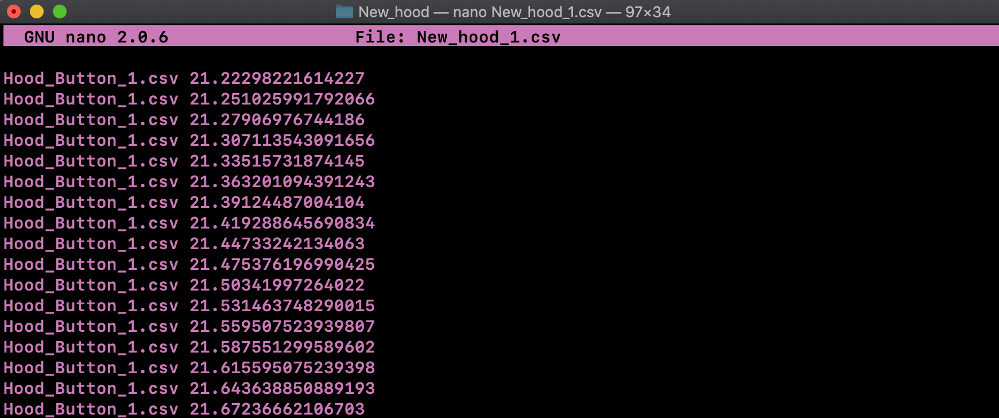 New_hood — nano New_hood_1.csv — 97×34
GNU nano 2.0.6 File: New_hood_1.csv
Hood_Button_1.csv 21.22298221614227
Hood_Button_1.csv 21.251025991792066
Hood_Button_1.csv 21.27906976744186
Hood_Button_1.csv 21.307113543091656
Hood_Button_1.csv 21.33515731874145
Hood_Button_1.csv 21.363201094391243
Hood_Button_1.csv 21.39124487004104
Hood_Button_1.csv 21.419288645690834
Hood_Button_1.csv 21.44733242134063
Hood_Button_1.csv 21.475376196990425
Hood_Button_1.csv 21.50341997264022
Hood_Button_1.csv 21.531463748290015
Hood_Button_1.csv 21.559507523939807
Hood_Button_1.csv 21.587551299589602
Hood_Button_1.csv 21.615595075239398
Hood_Button_1.csv 21.643638850889193
Hood_Button_1.csv 21.67236662106703